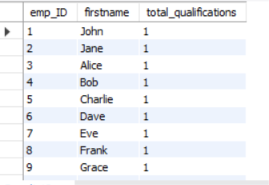 emp_ID firstname total_qualifications
1 John 1
2 Jane 1
3 Alice 1
4 Bob 1
5 Charlie 1
6 Dave 1
7 Eve 1
8 Frank 1
9 Grace 1